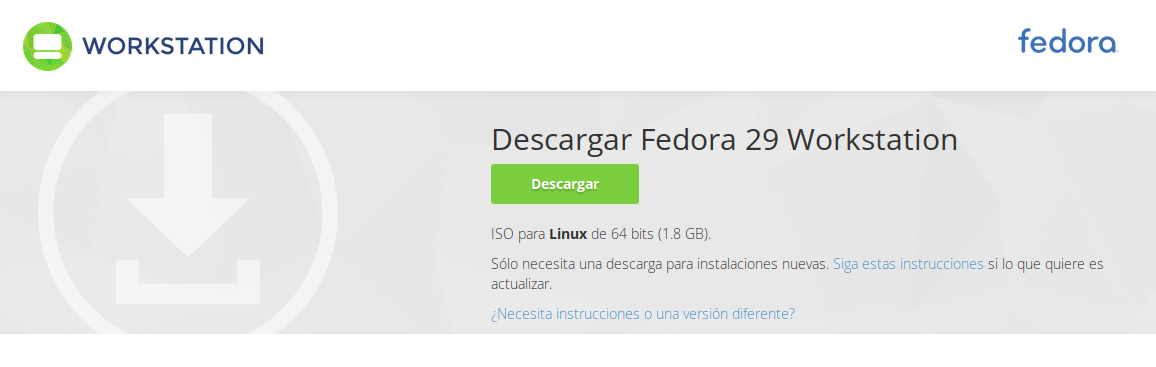 WORKSTATION
fedora
Descargar Fedora 29 Workstation
Descargar
ISO para Linux de 64 bits (1.8 GB).
Sólo necesita una descarga para instalaciones nuevas. Siga estas instrucciones si lo que quiere es
actualizar.
¿Necesita instrucciones o una versión diferente?